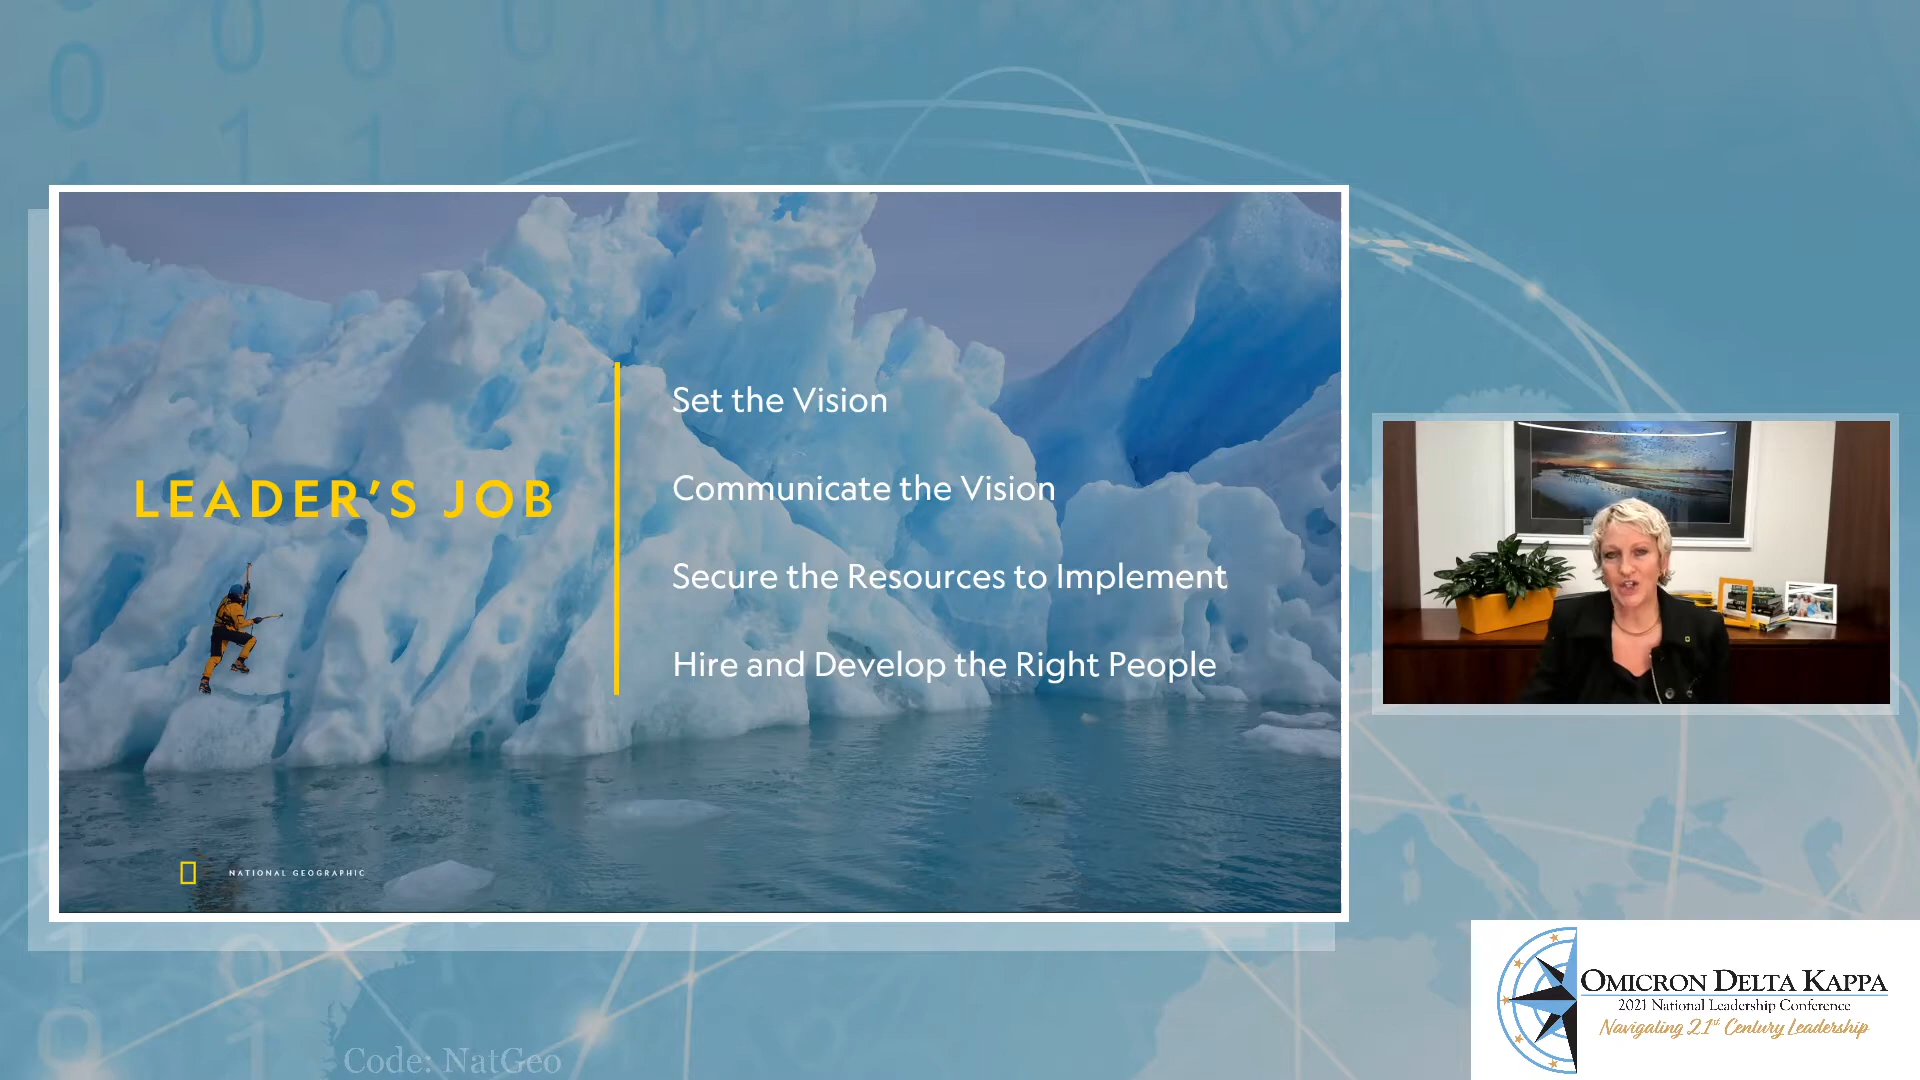 LEADER'S JOB
Set the Vision
Communicate the Vision
Secure the Resources to Implement
Hire and Develop the Right People
NATIONAL GEOGRAPHIC
OMICRON DELTA KAPPA
2021 National Leadership Conference
Navigating 21st Century Leadership
Code: NatGeo